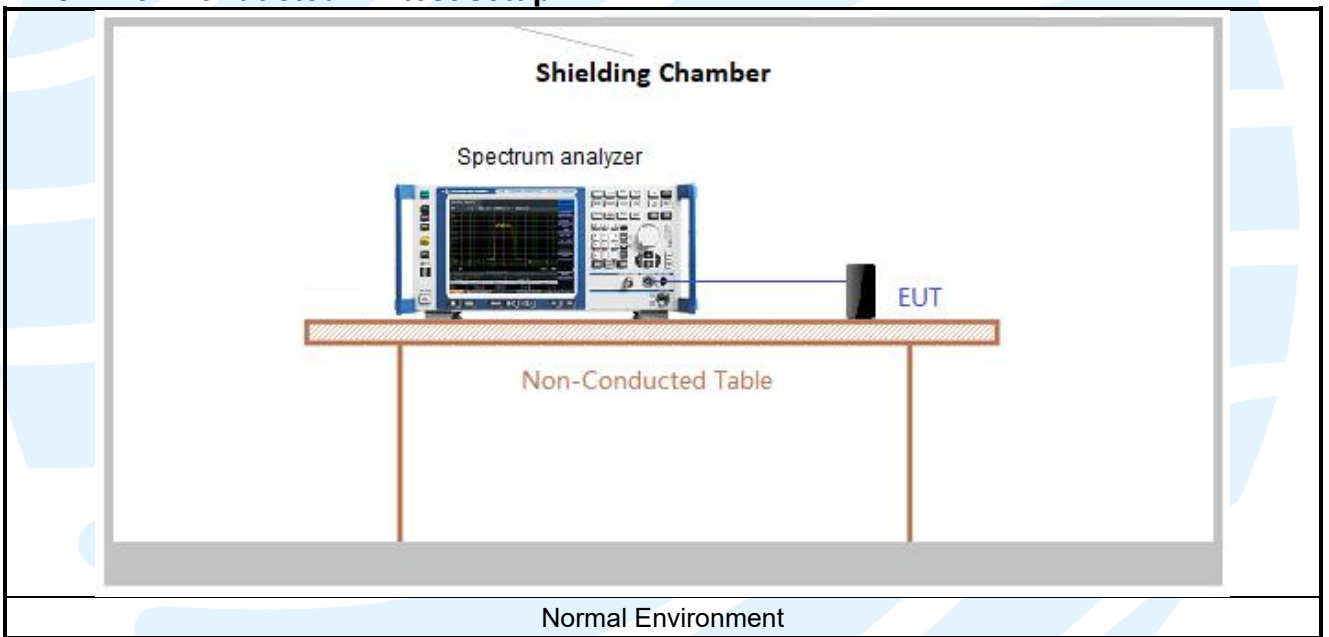 Shielding Chamber
Spectrum analyzer
EUT
Non-Conducted Table
Normal Environment